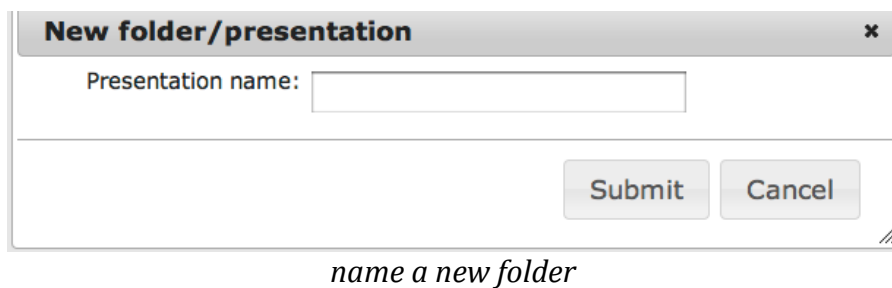 New folder/presentation ✖
Presentation name:
Submit Cancel
name a new folder